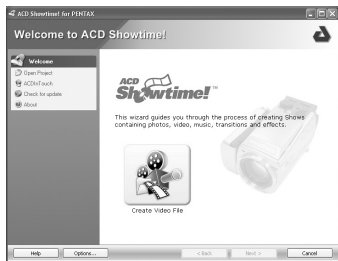 ACD Showtime! for PENTAX
Welcome to ACD Showtime!
Welcome
Open Project
ACDInTouch
Check for update
About
ACD
Showtime!™
This wizard guides you through the process of creating Shows
containing photos, video, music, transitions and effects.
Create Video File
Help
Options...
< Back
Next >
Cancel